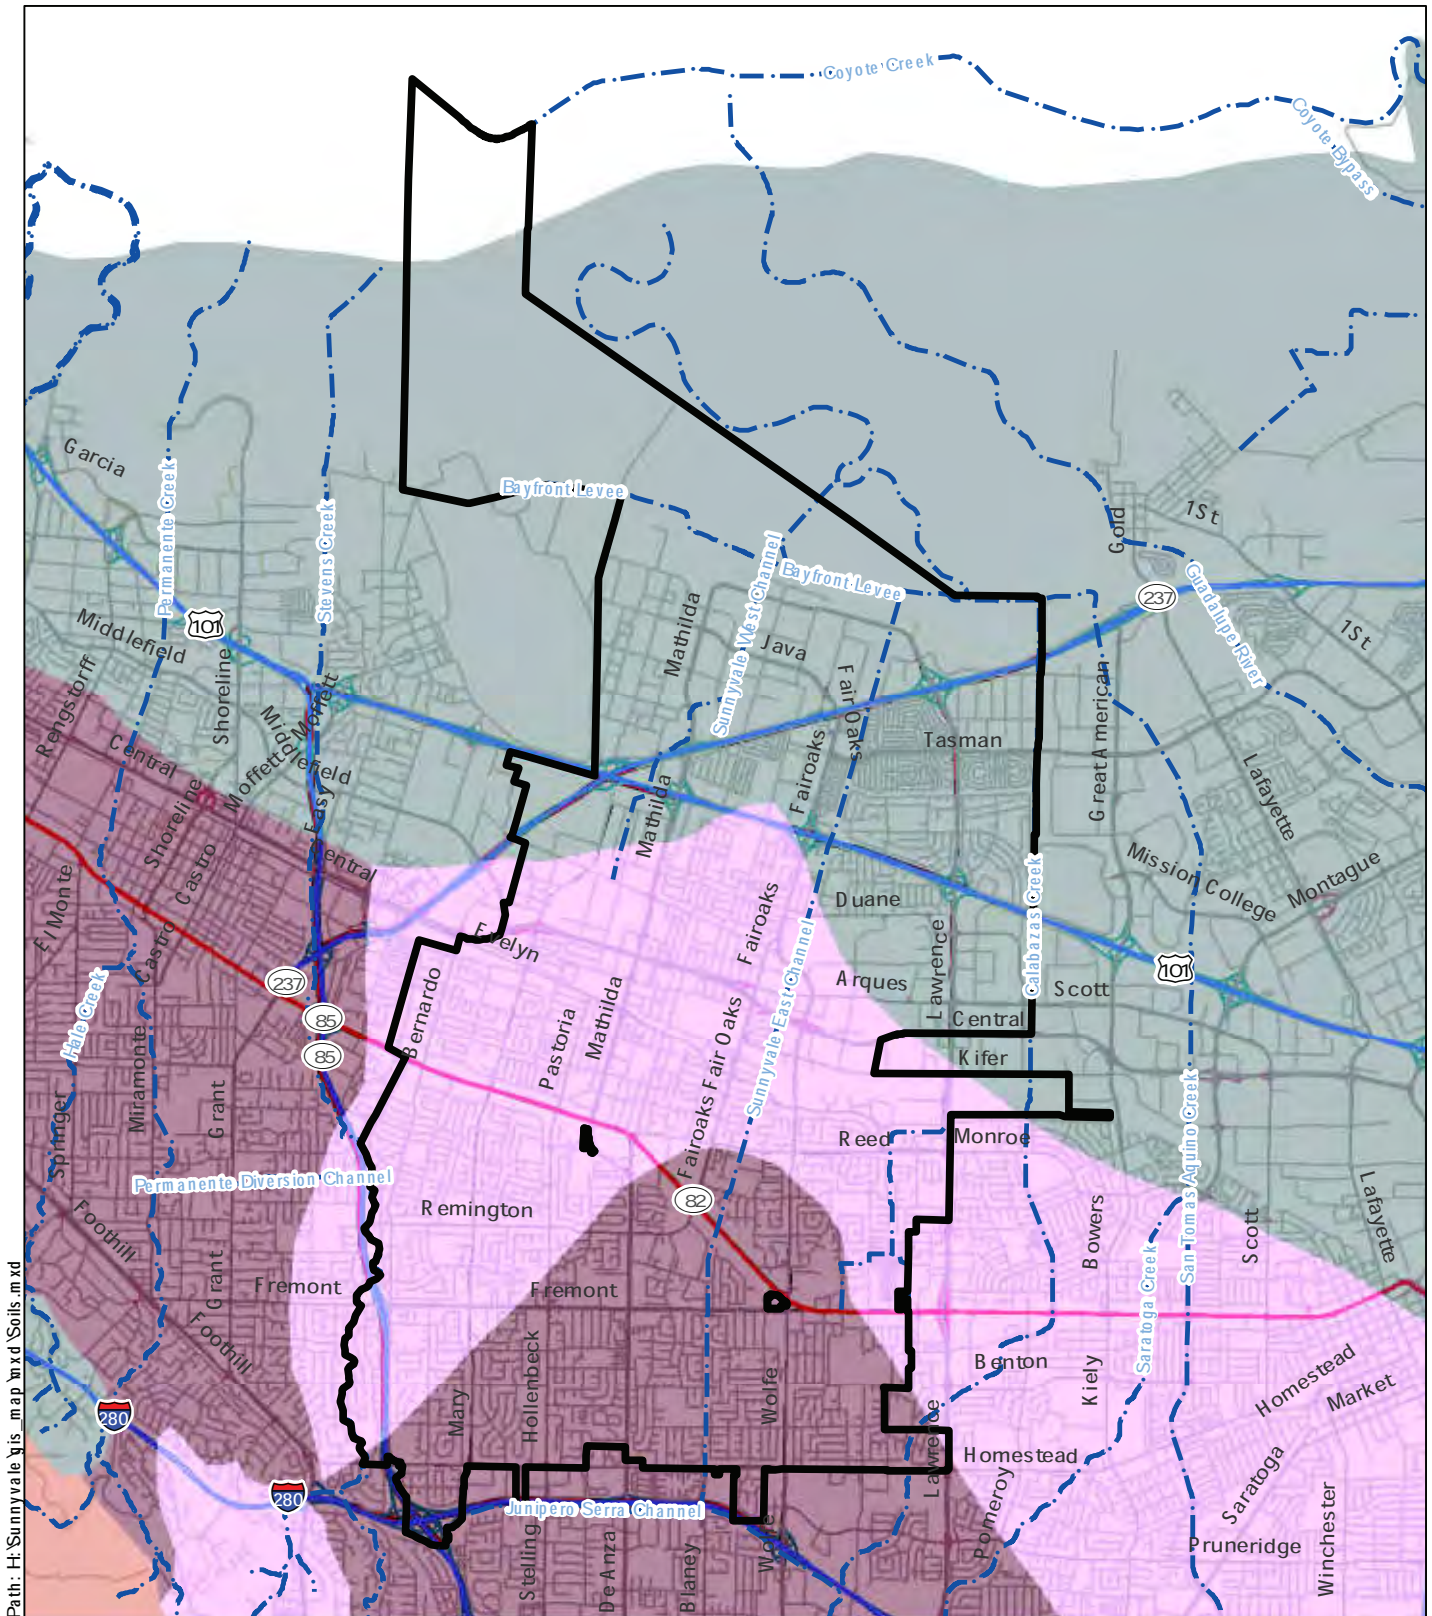 Coyote Creek
Coyote Bypass
Garcia
Permanente Creek
Stevens Creek
Bayfront Levee
1St
Gold
Sunnyvale West Channel
Bayfront Levee
Guadalupe River
237
101
Middlefield
Mathilda
Java
1St
Rengstorff
Shoreline
Moffett
Middlefield
Fair Oaks
Great American
Central
Moffett
Tasman
Lafayette
Shoreline
Easy
Fairoaks
Mathilda
Castro
Central
Mission College
Montague
El Monte
Duane
Fairoaks
Calabazas Creek
Evelyn
Castro
Lawrence
101
237
Arques
Scott
Hale Creek
85
Bernardo
Pastoria
Mathilda
Sunnyvale East Channel
Central
85
Fair Oaks
Kifer
Miramonte
Grant
Springer
Fairoaks
Reed
Monroe
San Tomas Aquino Creek
Permanente Diversion Channel
82
Remington
Bowers
Scott
Lafayette
Foothill
Grant
Fremont
Fremont
Saratoga Creek
Foothill
Hollenbeck
Benton
Kiely
Homestead
Market
Mary
Wolfe
Lawrence
280
Homestead
280
Junipero Serra Channel
Pomeroy
Saratoga
Winchester
Pruneridge
Stelling
De Anza
Blaney
Wolfe
Path: H:\Sunnyvale\gis_map\mxd\Soils.mxd